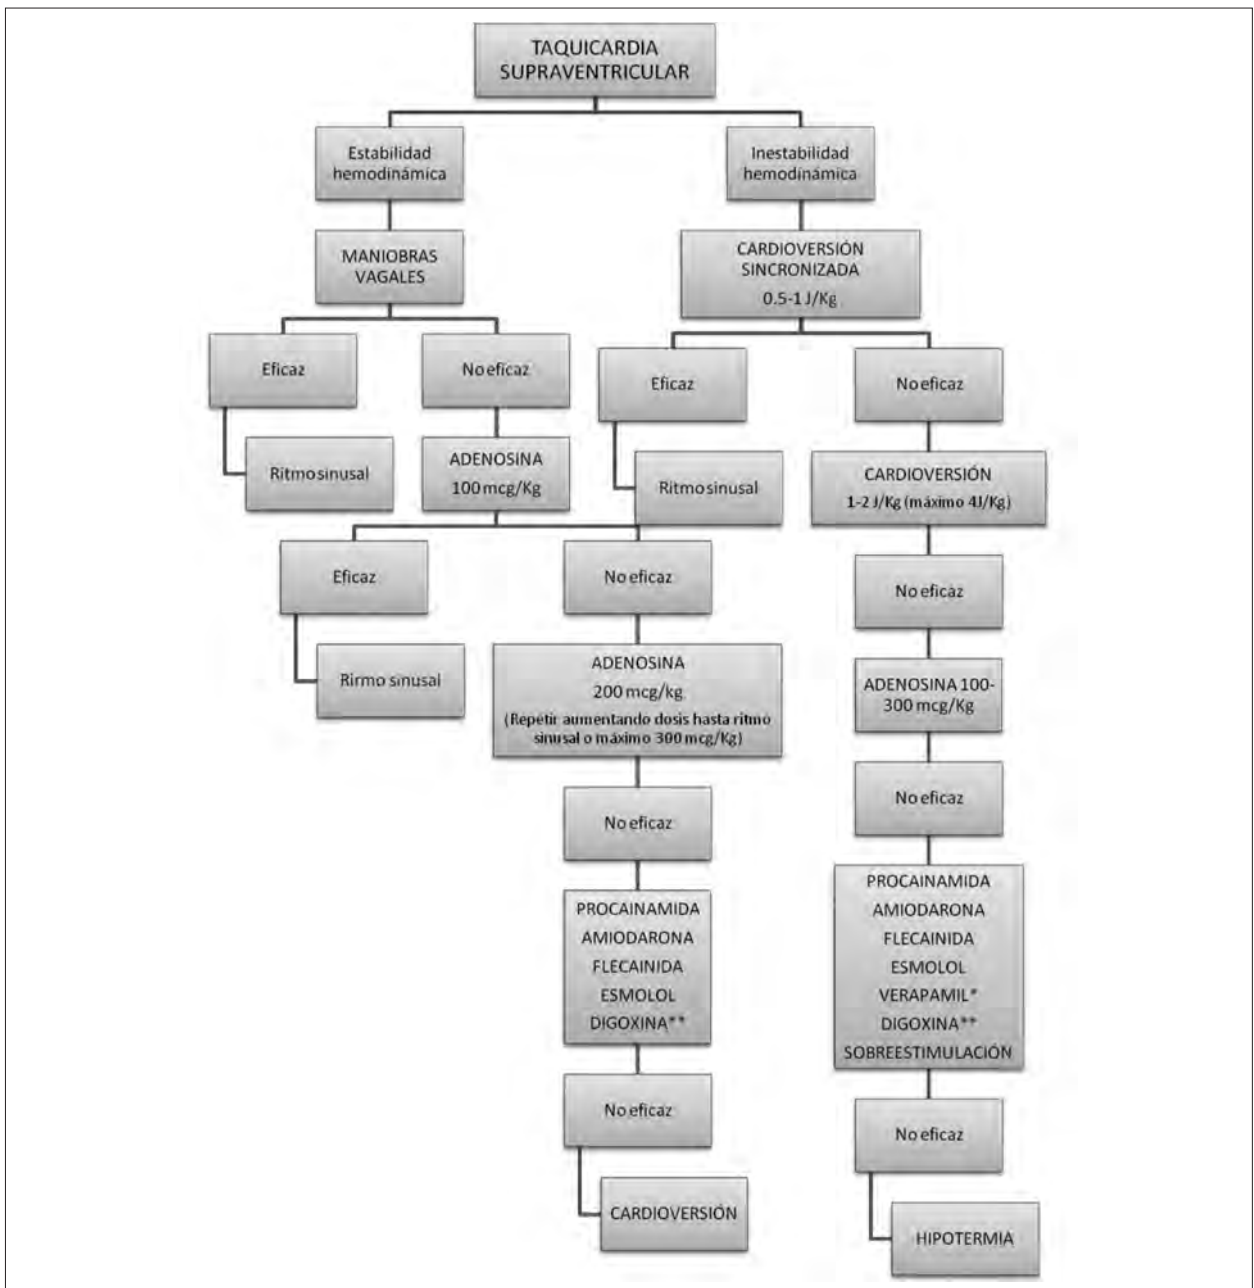 TAQUICARDIA
SUPRAVENTRICULAR
Estabilidad
hemodinámica
Inestabilidad
hemodinámica
MANIOBRAS
VAGALES
CARDIOVERSIÓN
SINCRONIZADA
0.5-1 J/Kg
Eficaz
No eficaz
Eficaz
No eficaz
Ritmo sinusal
ADENOSINA
100 mcg/Kg
Ritmo sinusal
CARDIOVERSIÓN
1-2 J/Kg (máximo 4J/Kg)
Eficaz
No eficaz
No eficaz
Rirmo sinusal
ADENOSINA
200 mcg/kg
(Repetir aumentando dosis hasta ritmo
sinusal o máximo 300 mcg/Kg)
ADENOSINA 100-
300 mcg/Kg
No eficaz
No eficaz
PROCAINAMIDA
AMIODARONA
FLECAINIDA
ESMOLOL
DIGOXINA**
PROCAINAMIDA
AMIODARONA
FLECAINIDA
ESMOLOL
VERAPAMIL*
DIGOXINA**
SOBREESTIMULACIÓN
No eficaz
No eficaz
CARDIOVERSIÓN
HIPOTERMIA